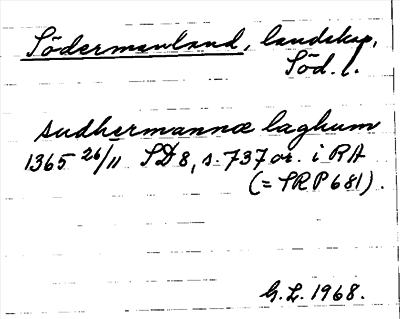 Södermanland, landskap,
Söd. l.
sudhermannæ laghum
1365 26/11 SD 8, s. 737 or. i RA
(= SRP 681).
G.L. 1968.